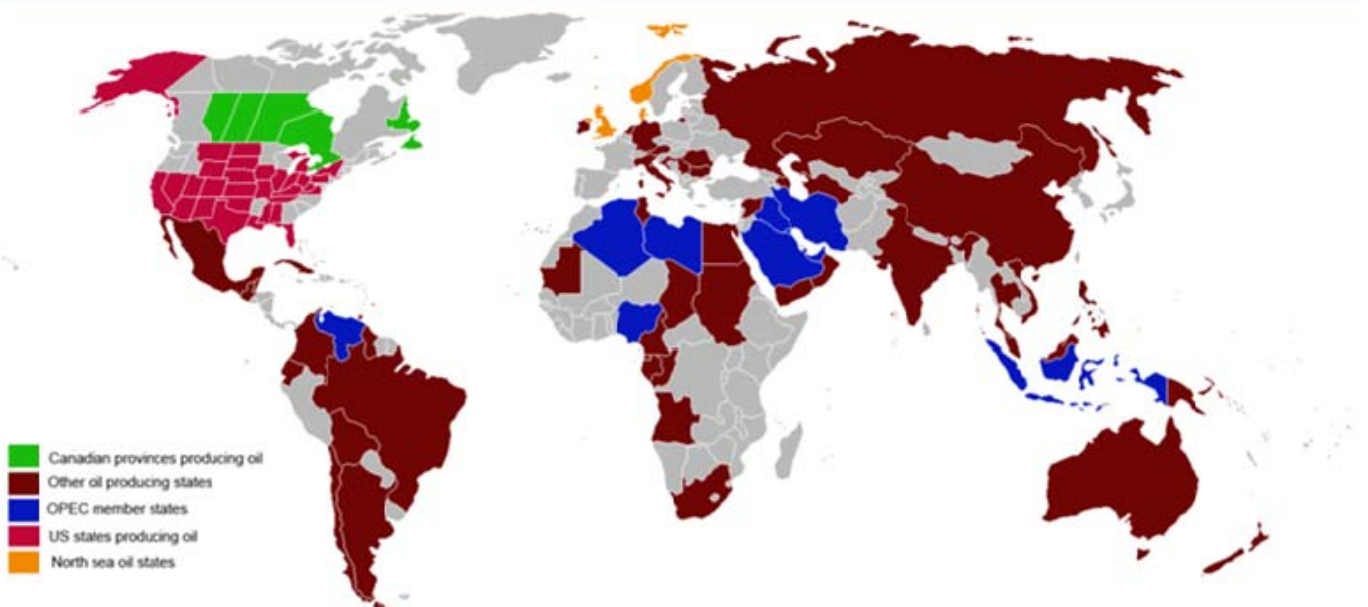 Canadian provinces producing oil
Other oil producing states
OPEC member states
US states producing oil
North sea oil states